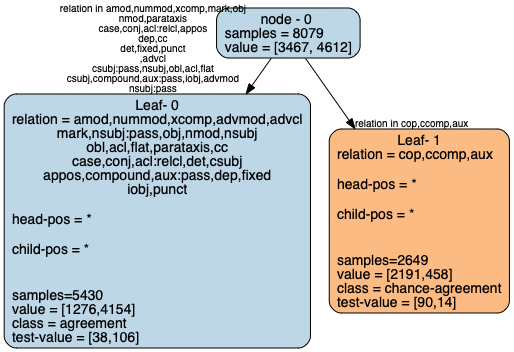 relation in amod,nummod,xcomp,mark,obj
nmod,parataxis
case,conj,acl:relcl,appos
dep,cc
det,fixed,punct
,advcl
csubj:pass,nsubj,obl,acl,flat
csubj,compound,aux:pass,iobj,advmod
nsubj:pass
node - 0
samples = 8079
value = [3467, 4612]
Leaf- 0
relation = amod,nummod,xcomp,advmod,advcl
mark,nsubj:pass,obj,nmod,nsubj
obl,acl,flat,parataxis,cc
case,conj,acl:relcl,det,csubj
appos,compound,aux:pass,dep,fixed
iobj,punct
head-pos = *
child-pos = *
samples=5430
value = [1276,4154]
class = agreement
test-value = [38,106]
relation in cop,ccomp,aux
Leaf- 1
relation = cop,ccomp,aux
head-pos = *
child-pos = *
samples=2649
value = [2191,458]
class = chance-agreement
test-value = [90,14]